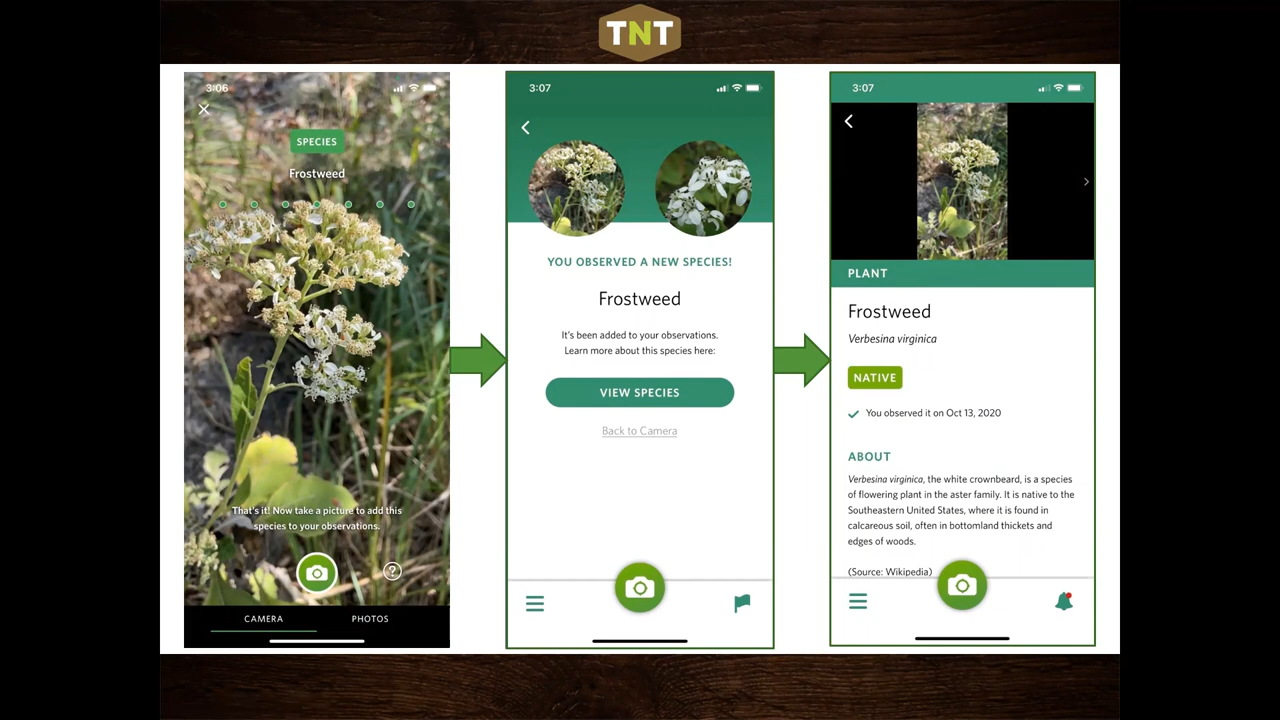 TNT
3:06
SPECIES
Frostweed
That's it! Now take a picture to add this
species to your observations.
CAMERA
PHOTOS
3:07
YOU OBSERVED A NEW SPECIES!
Frostweed
It's been added to your observations.
Learn more about this species here:
VIEW SPECIES
Back to Camera
3:07
PLANT
Frostweed
Verbesina virginica
NATIVE
You observed it on Oct 13, 2020
ABOUT
Verbesina virginica, the white crownbeard, is a species
of flowering plant in the aster family. It is native to the
Southeastern United States, where it is found in
calcareous soil, often in bottomland thickets and
edges of woods.
(Source: Wikipedia)